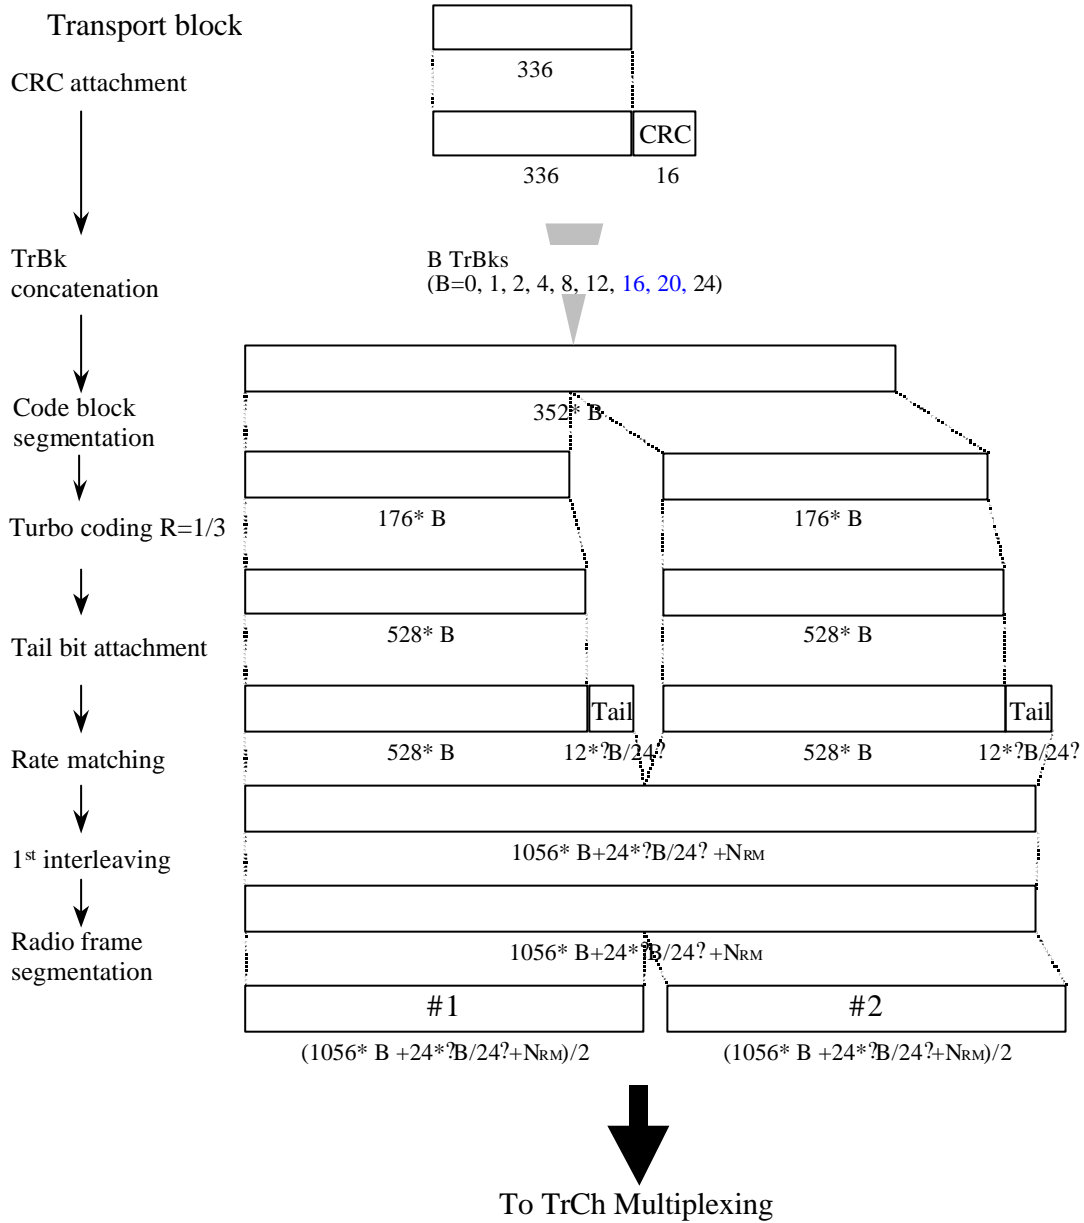 Transport block
336
CRC attachment
CRC
336 16
TrBk
concatenation
B TrBks
(B=0, 1, 2, 4, 8, 12, 16, 20, 24)
352* B
Code block
segmentation
176* B 176* B
Turbo coding R=1/3
528* B 528* B
Tail bit attachment
Tail Tail
528* B 12*?B/24? 528* B 12*?B/24?
Rate matching
1056* B+24*?B/24? +NRM
1st interleaving
1056* B+24*?B/24? +NRM
Radio frame
segmentation
#1 #2
(1056* B +24*?B/24?+NRM)/2 (1056* B +24*?B/24?+NRM)/2
To TrCh Multiplexing